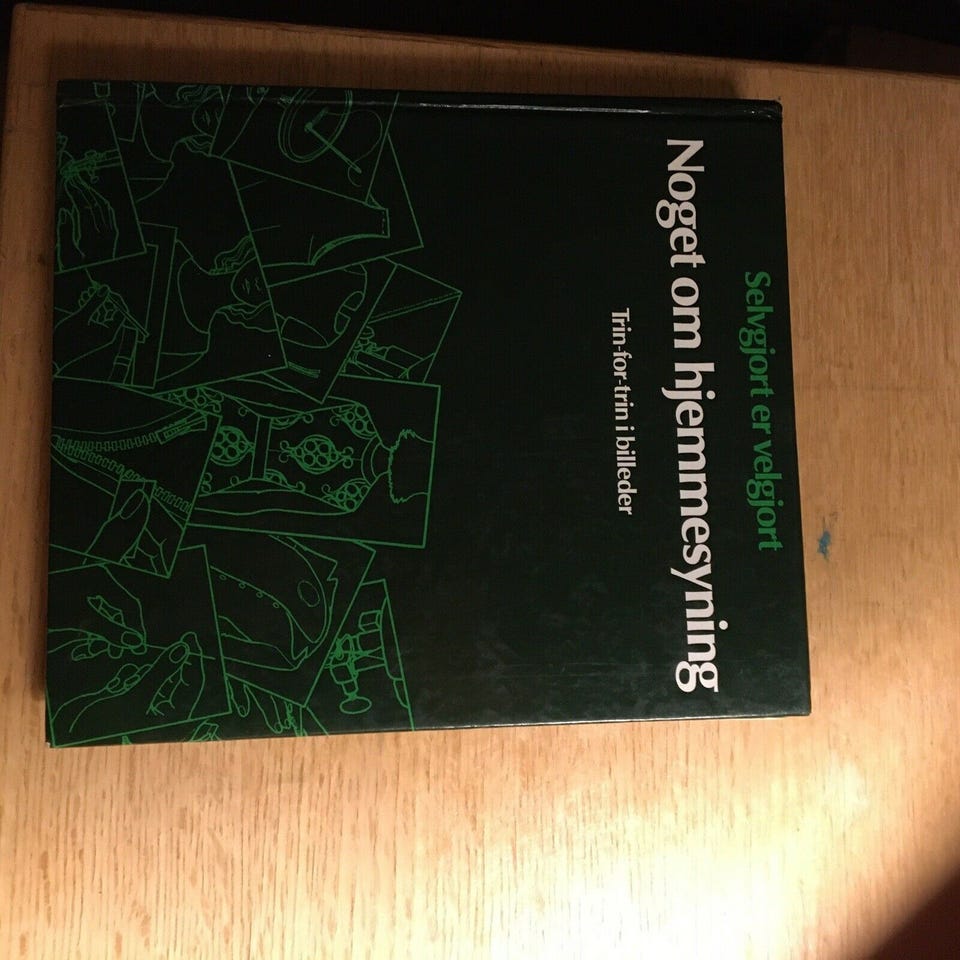 Selvgjort er velgjort
Noget om hjemmesyning
Trin-for-trin i billeder